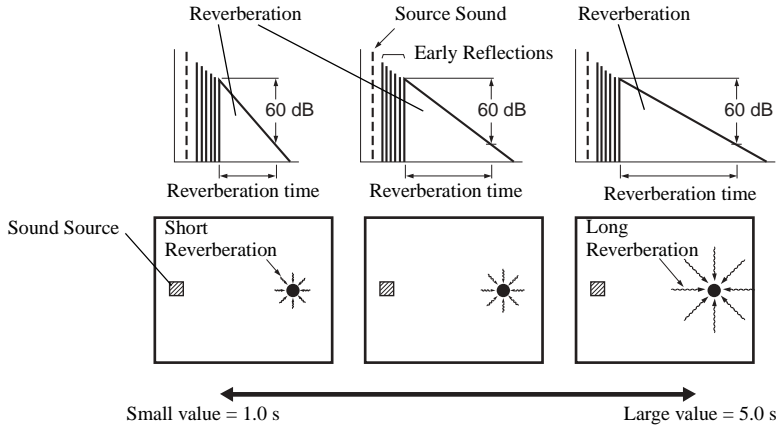 Reverberation
Source Sound
Reverberation
Early Reflections
60 dB
60 dB
60 dB
Reverberation time
Reverberation time
Reverberation time
Sound Source
Short
Reverberation
Long
Reverberation
Small value = 1.0 s
Large value = 5.0 s